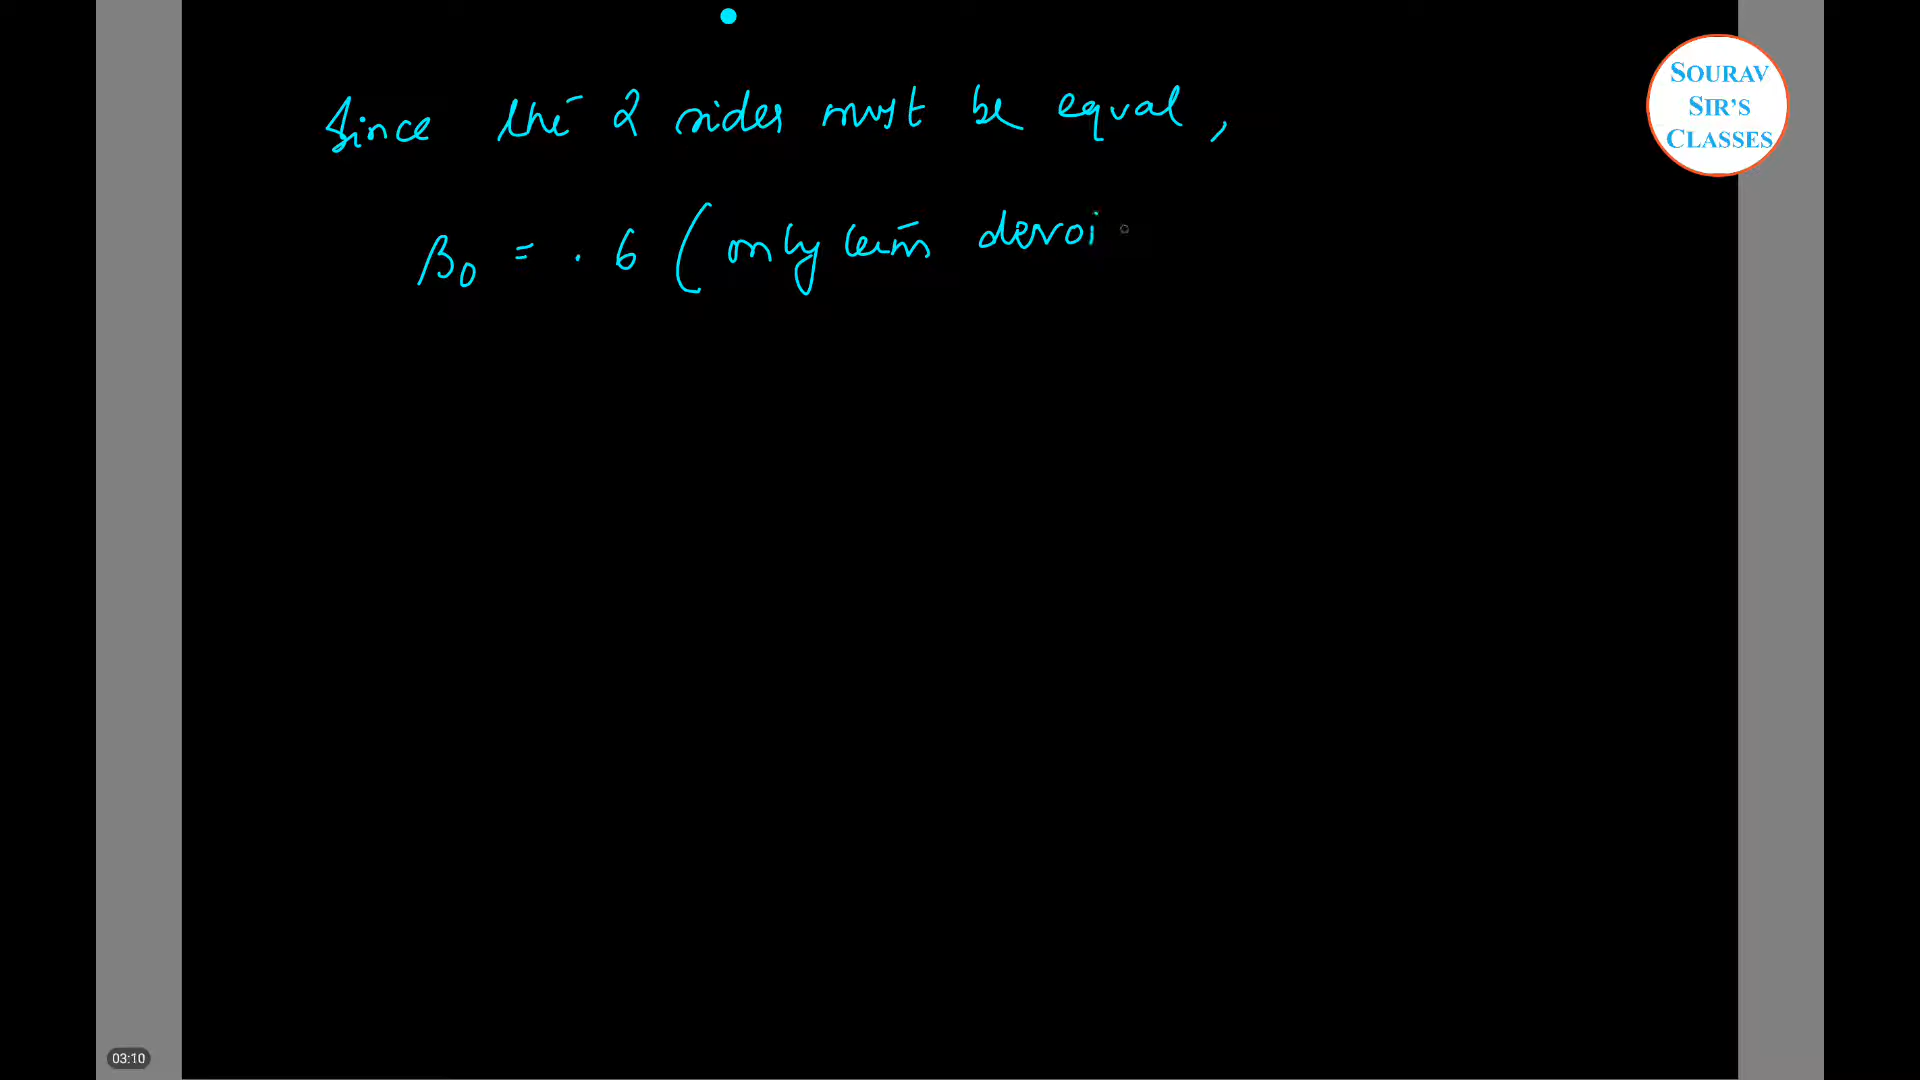 Since the 2 sides must be equal,
β0 = .6 (only term devoi
SOURAV
SIR'S
CLASSES
03:10